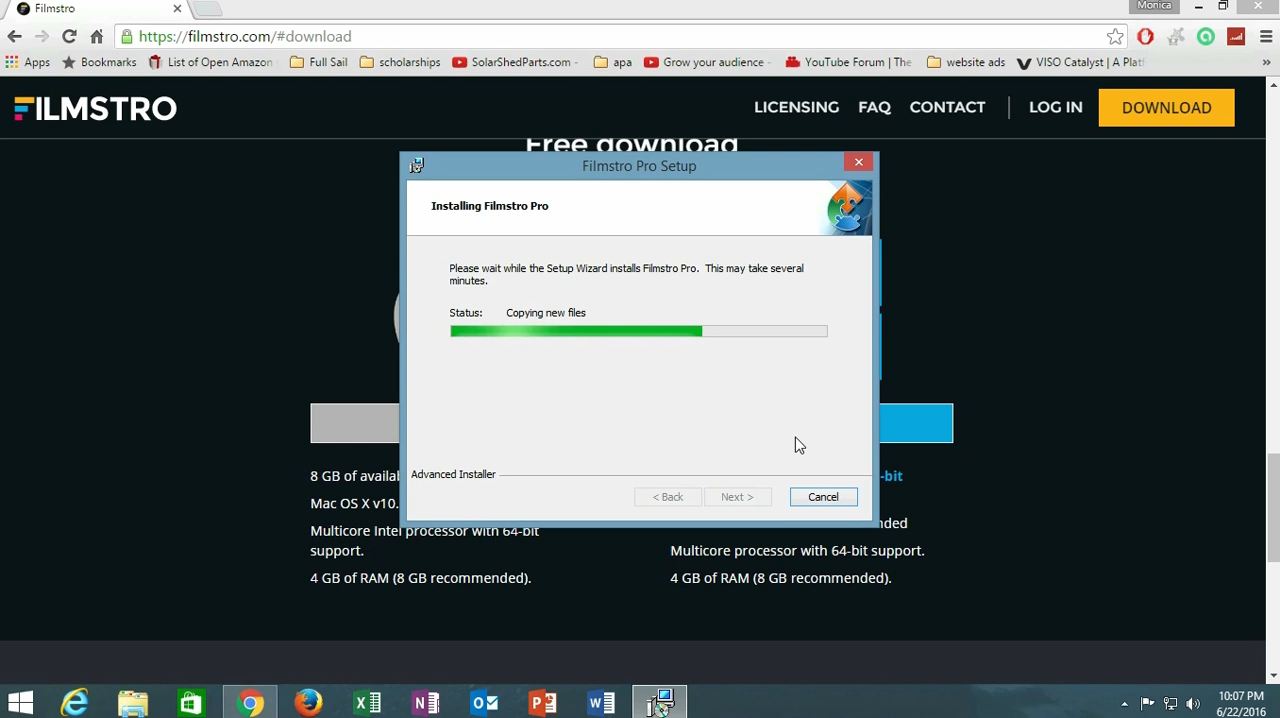 Filmstro
Monica
https://filmstro.com/#download
Apps
Bookmarks
List of Open Amazon
Full Sail
scholarships
SolarShedParts.com -
apa
Grow your audience -
YouTube Forum | The
website ads
VISO Catalyst | A Platf
»
FILMSTRO
LICENSING
FAQ
CONTACT
LOG IN
DOWNLOAD
Free download
Filmstro Pro Setup
Installing Filmstro Pro
Please wait while the Setup Wizard installs Filmstro Pro. This may take several
minutes.
Status: Copying new files
Advanced Installer
< Back
Next >
Cancel
8 GB of availa
Mac OS X v10.
Multicore Intel processor with 64-bit
support.
4 GB of RAM (8 GB recommended).
-bit
nded
Multicore processor with 64-bit support.
4 GB of RAM (8 GB recommended).
10:07 PM
6/22/2016